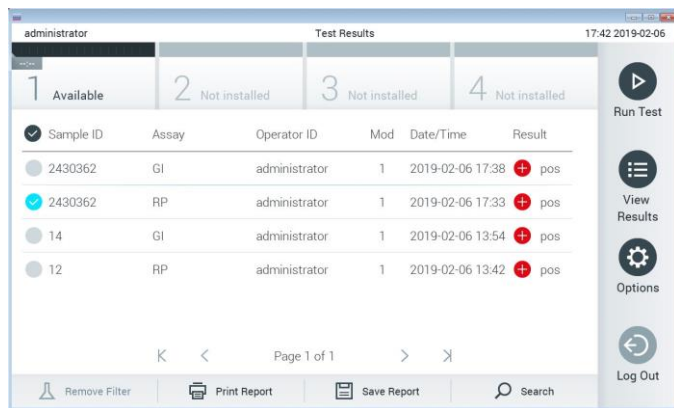 administrator Test Results 17:42 2019-02-06
--:--
1 Available 2 Not installed 3 Not installed 4 Not installed
Run Test
Sample ID Assay Operator ID Mod Date/Time Result
2430362 GI administrator 1 2019-02-06 17:38 pos
2430362 RP administrator 1 2019-02-06 17:33 pos
View
Results
14 GI administrator 1 2019-02-06 13:54 pos
12 RP administrator 1 2019-02-06 13:42 pos
Options
Page 1 of 1
Log Out
Remove Filter Print Report Save Report Search